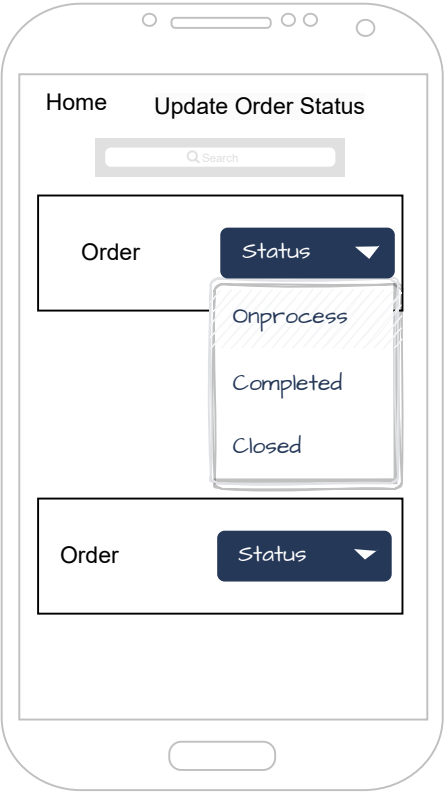 Home
Update Order Status
Search
Order
Status
Onprocess
Completed
Closed
Order
Status